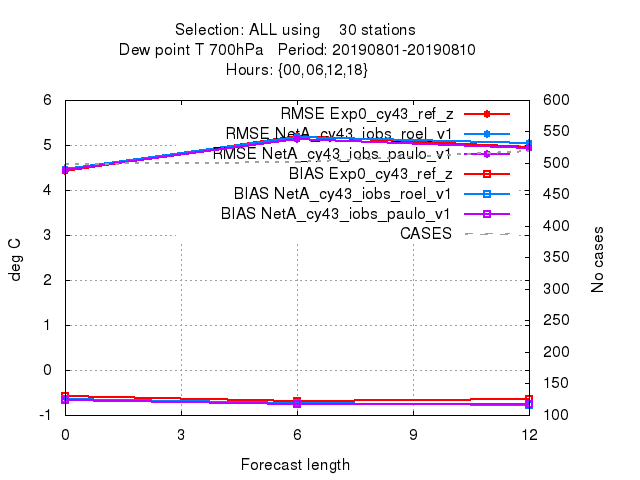 Selection: ALL using 30 stations
Dew point T 700hPa Period: 20190801-20190810
Hours: {00,06,12,18}
RMSE Exp0_cy43_ref_z
RMSE NetA_cy43_iobs_roel_v1
RMSE NetA_cy43_iobs_paulo_v1
BIAS Exp0_cy43_ref_z
BIAS NetA_cy43_iobs_roel_v1
BIAS NetA_cy43_iobs_paulo_v1
CASES
6
5
4
3
2
1
0
-1
deg C
600
550
500
450
400
350
300
250
200
150
100
No cases
0 3 6 9 12
Forecast length